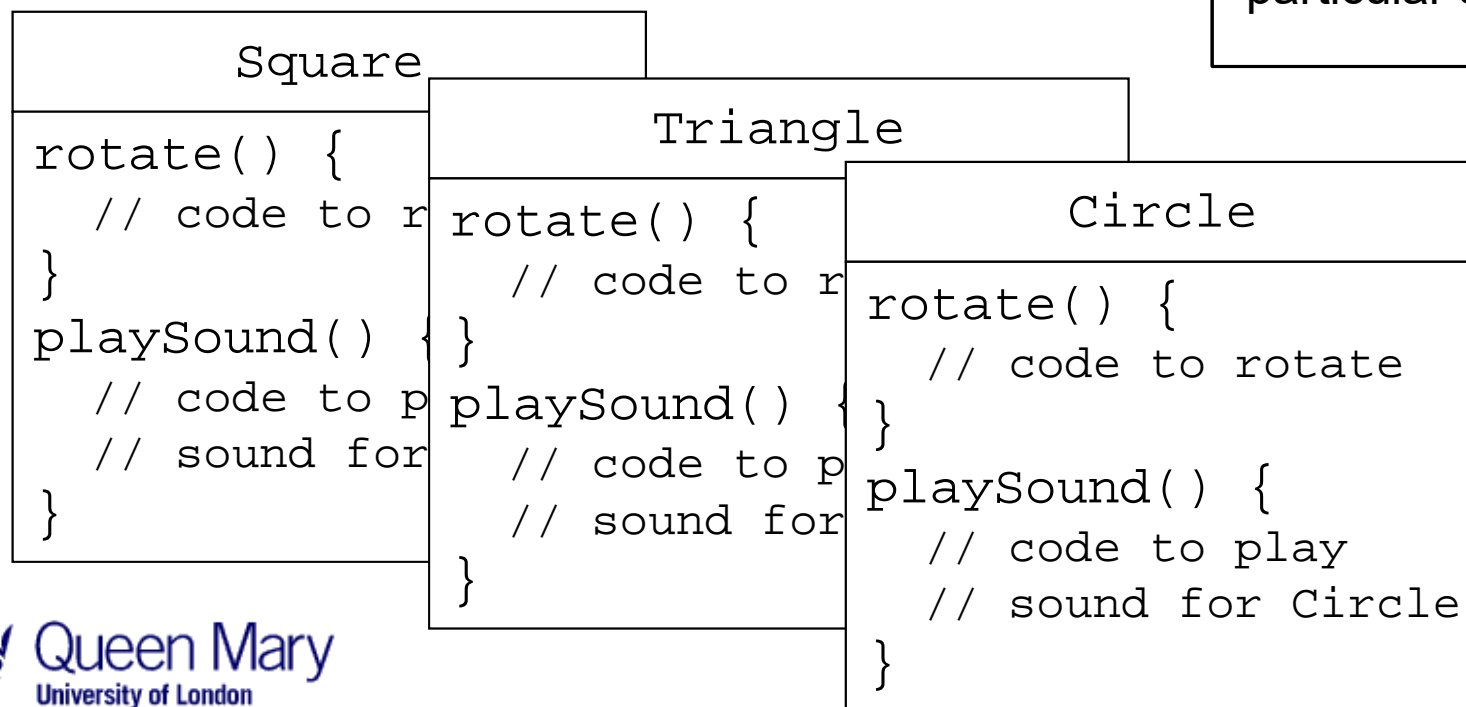 particular
Square
rotate() {
// code to r
}
playSound() {
// code to p
// sound for
}
Triangle
rotate() {
// code to r
}
playSound() {
// code to p
// sound for
}
Circle
rotate() {
// code to rotate
}
playSound() {
// code to play
// sound for Circle
}
Queen Mary
University of London